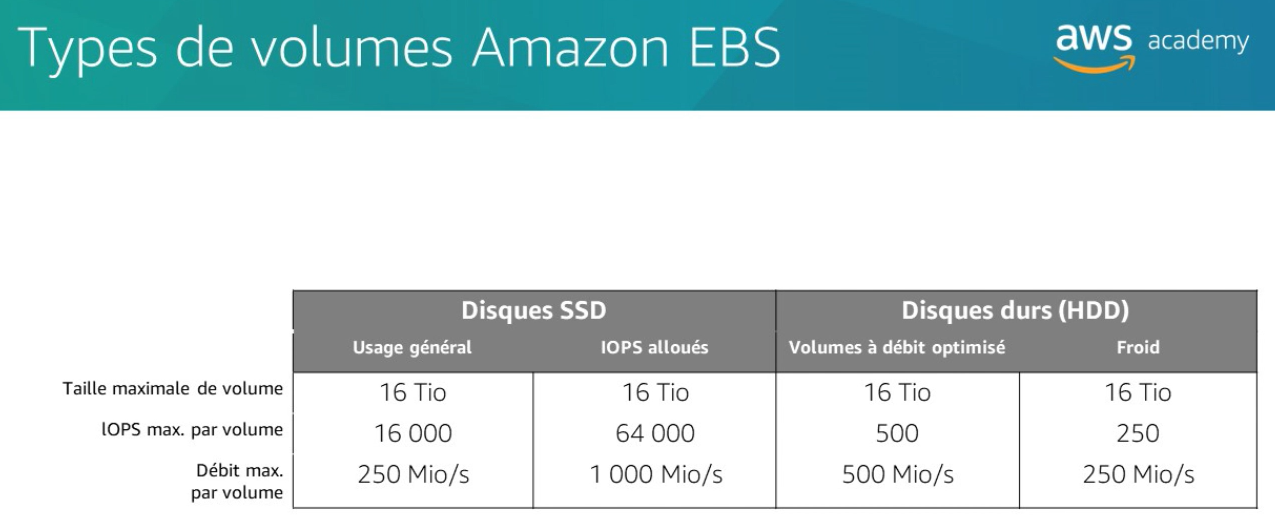 Types de volumes Amazon EBS
aws academy
Disques SSD Disques durs (HDD)
Usage général IOPS alloués Volumes à débit optimisé Froid
Taille maximale de volume 16 Tio 16 Tio 16 Tio 16 Tio
IOPS max. par volume 16 000 64 000 500 250
Débit max. 250 Mio/s 1 000 Mio/s 500 Mio/s 250 Mio/s
par volume